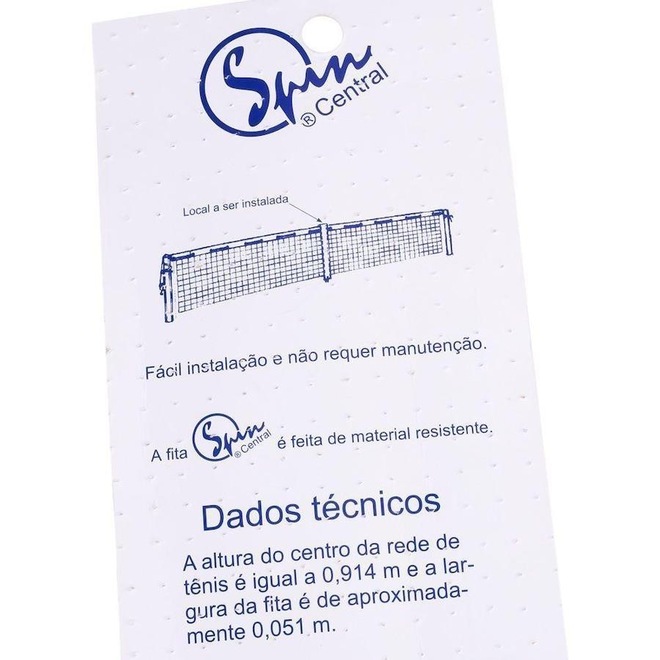 Spin
® Central
Local a ser instalada
Fácil instalação e não requer manutenção.
A fita Spin ® Central é feita de material resistente.
Dados técnicos
A altura do centro da rede de
tênis é igual a 0,914 m e a lar-
gura da fita é de aproximada-
mente 0,051 m.